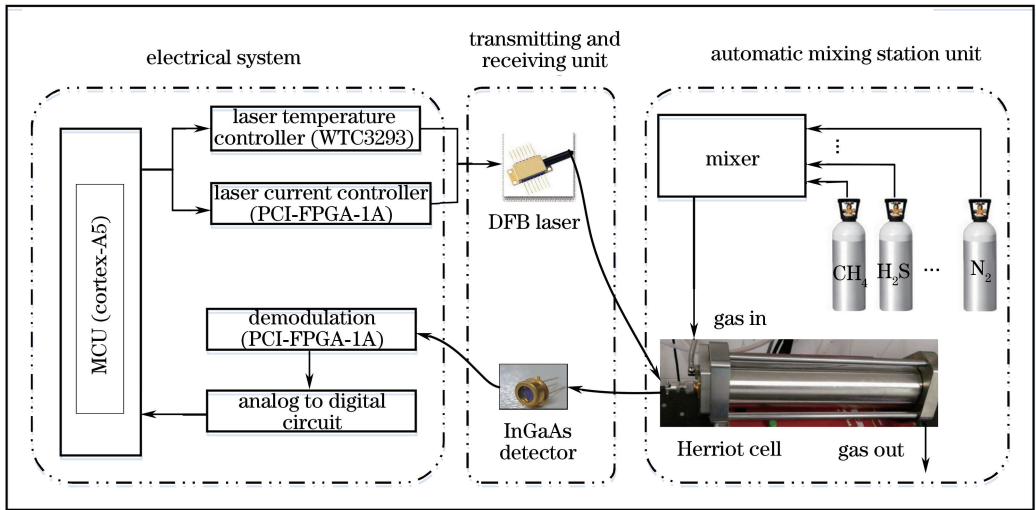 electrical system
transmitting and
receiving unit
automatic mixing station unit
MCU (cortex-A5)
laser temperature
controller (WTC3293)
laser current controller
(PCI-FPGA-1A)
demodulation
(PCI-FPGA-1A)
analog to digital
circuit
DFB laser
InGaAs
detector
mixer
⋮
CH₄
H₂S
...
N₂
gas in
Herriot cell
gas out